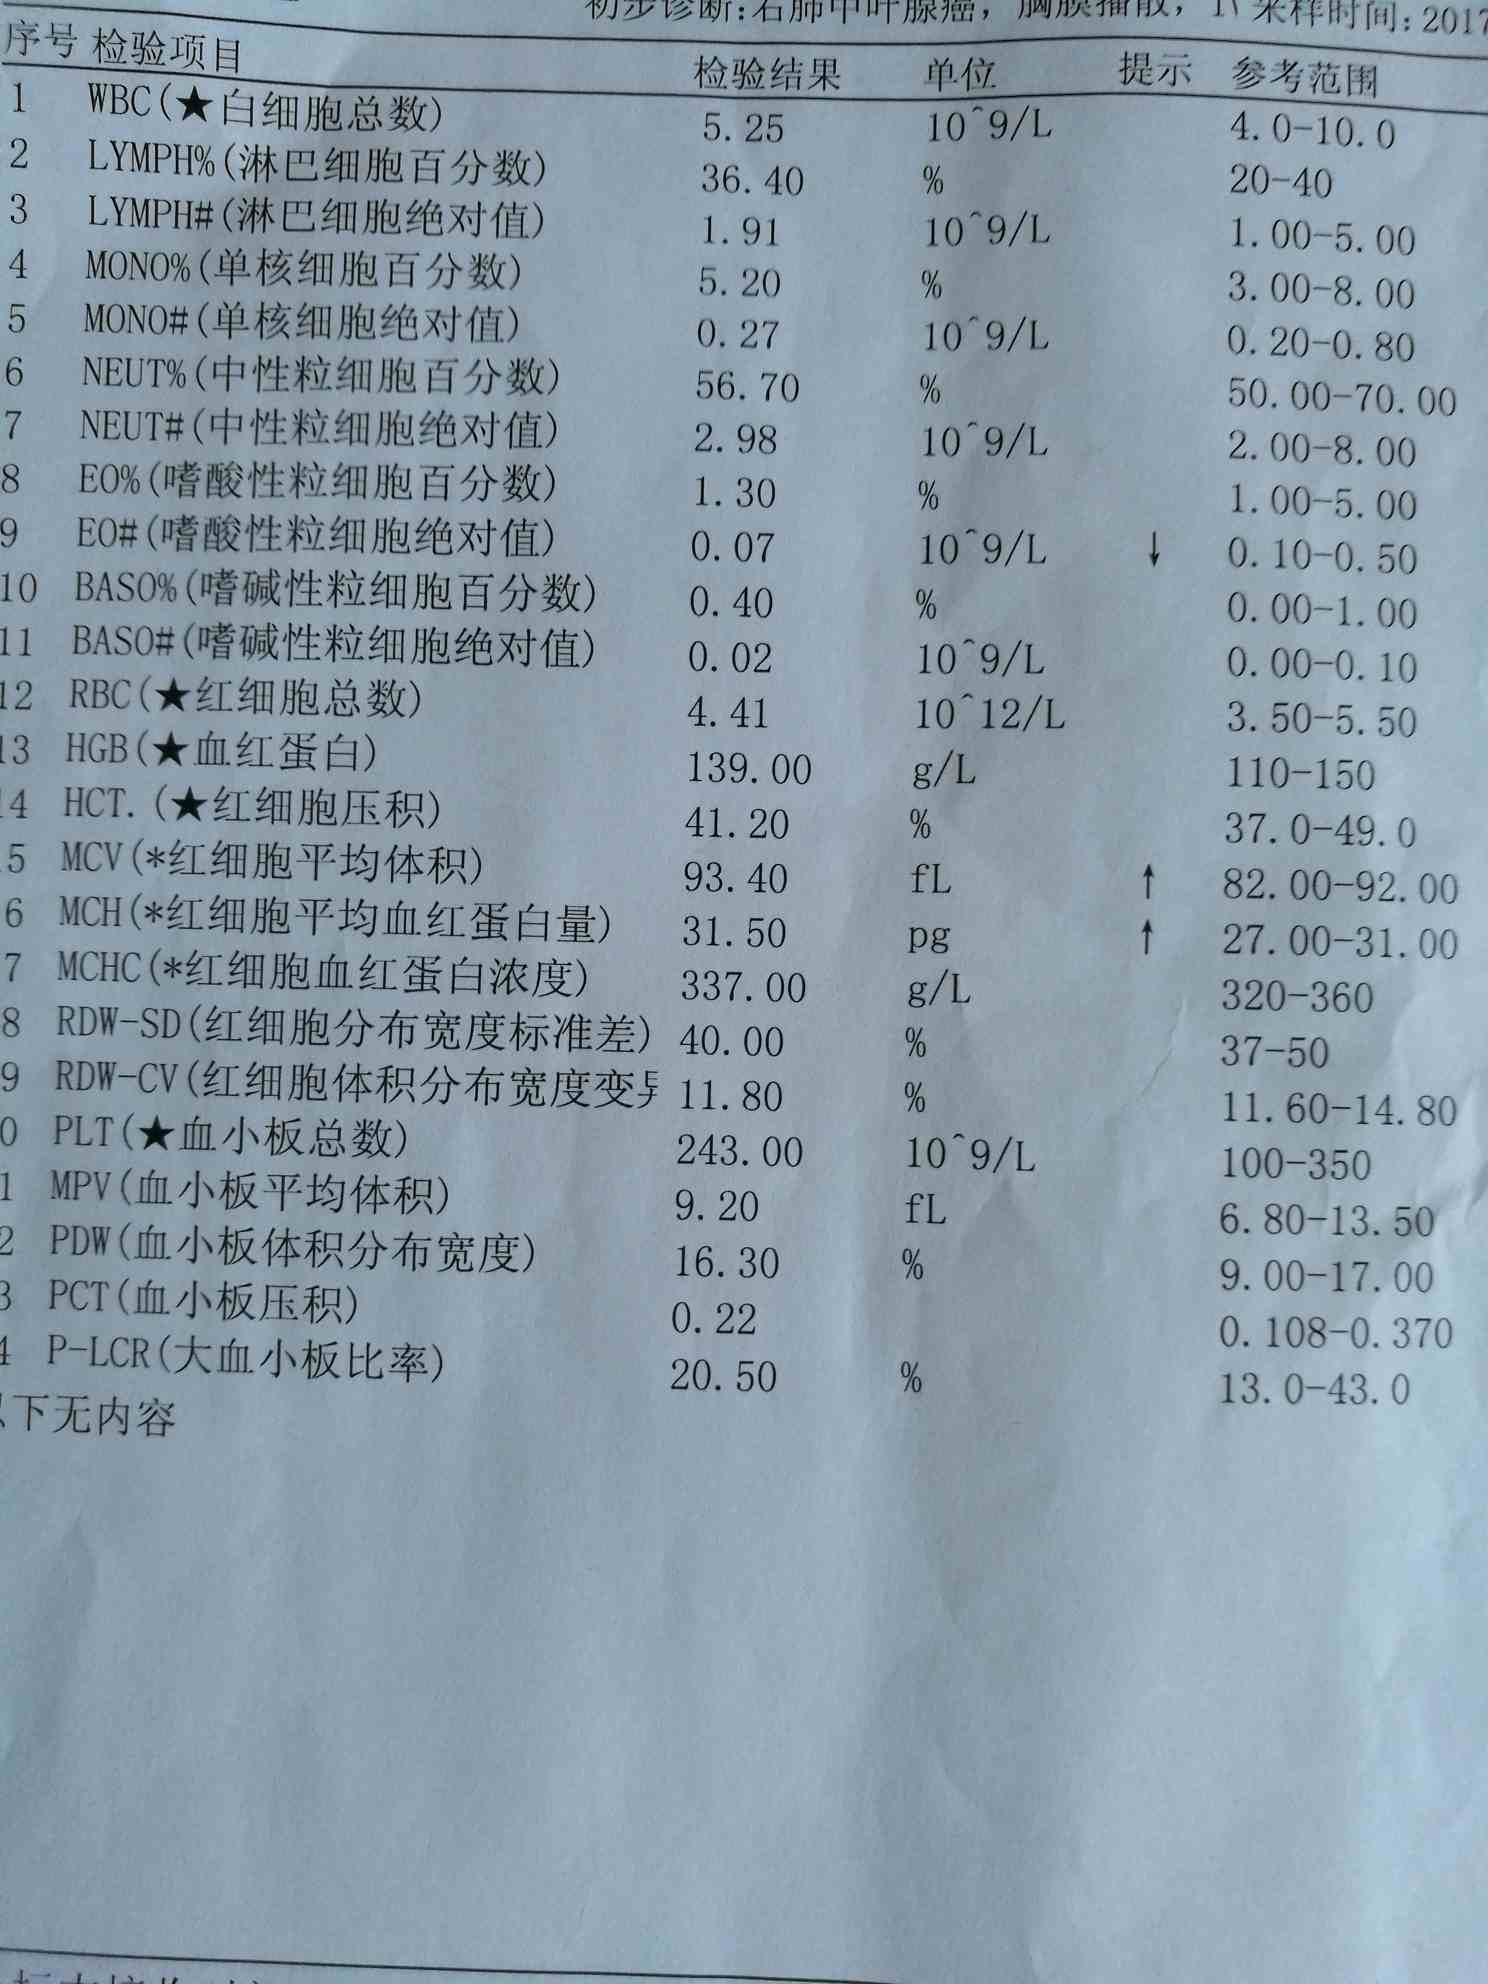 初步诊断:右肺中叶腺癌，胸膜播散， 采样时间:2017
序号 检验项目 检验结果 单位 提示 参考范围
1 WBC(★白细胞总数) 5.25 10^9/L 4.0-10.0
2 LYMPH%(淋巴细胞百分数) 36.40 % 20-40
3 LYMPH#(淋巴细胞绝对值) 1.91 10^9/L 1.00-5.00
4 MONO%(单核细胞百分数) 5.20 % 3.00-8.00
5 MONO#(单核细胞绝对值) 0.27 10^9/L 0.20-0.80
6 NEUT%(中性粒细胞百分数) 56.70 % 50.00-70.00
7 NEUT#(中性粒细胞绝对值) 2.98 10^9/L 2.00-8.00
8 EO%(嗜酸性粒细胞百分数) 1.30 % 1.00-5.00
9 EO#(嗜酸性粒细胞绝对值) 0.07 10^9/L ↓ 0.10-0.50
10 BASO%(嗜碱性粒细胞百分数) 0.40 % 0.00-1.00
11 BASO#(嗜碱性粒细胞绝对值) 0.02 10^9/L 0.00-0.10
12 RBC(★红细胞总数) 4.41 10^12/L 3.50-5.50
13 HGB(★血红蛋白) 139.00 g/L 110-150
14 HCT.(★红细胞压积) 41.20 % 37.0-49.0
5 MCV(*红细胞平均体积) 93.40 fL ↑ 82.00-92.00
6 MCH(*红细胞平均血红蛋白量) 31.50 pg ↑ 27.00-31.00
7 MCHC(*红细胞血红蛋白浓度) 337.00 g/L 320-360
8 RDW-SD(红细胞分布宽度标准差) 40.00 % 37-50
9 RDW-CV(红细胞体积分布宽度变异 11.80 % 11.60-14.80
0 PLT(★血小板总数) 243.00 10^9/L 100-350
1 MPV(血小板平均体积) 9.20 fL 6.80-13.50
2 PDW(血小板体积分布宽度) 16.30 % 9.00-17.00
3 PCT(血小板压积) 0.22 0.108-0.370
4 P-LCR(大血小板比率) 20.50 % 13.0-43.0
以下无内容